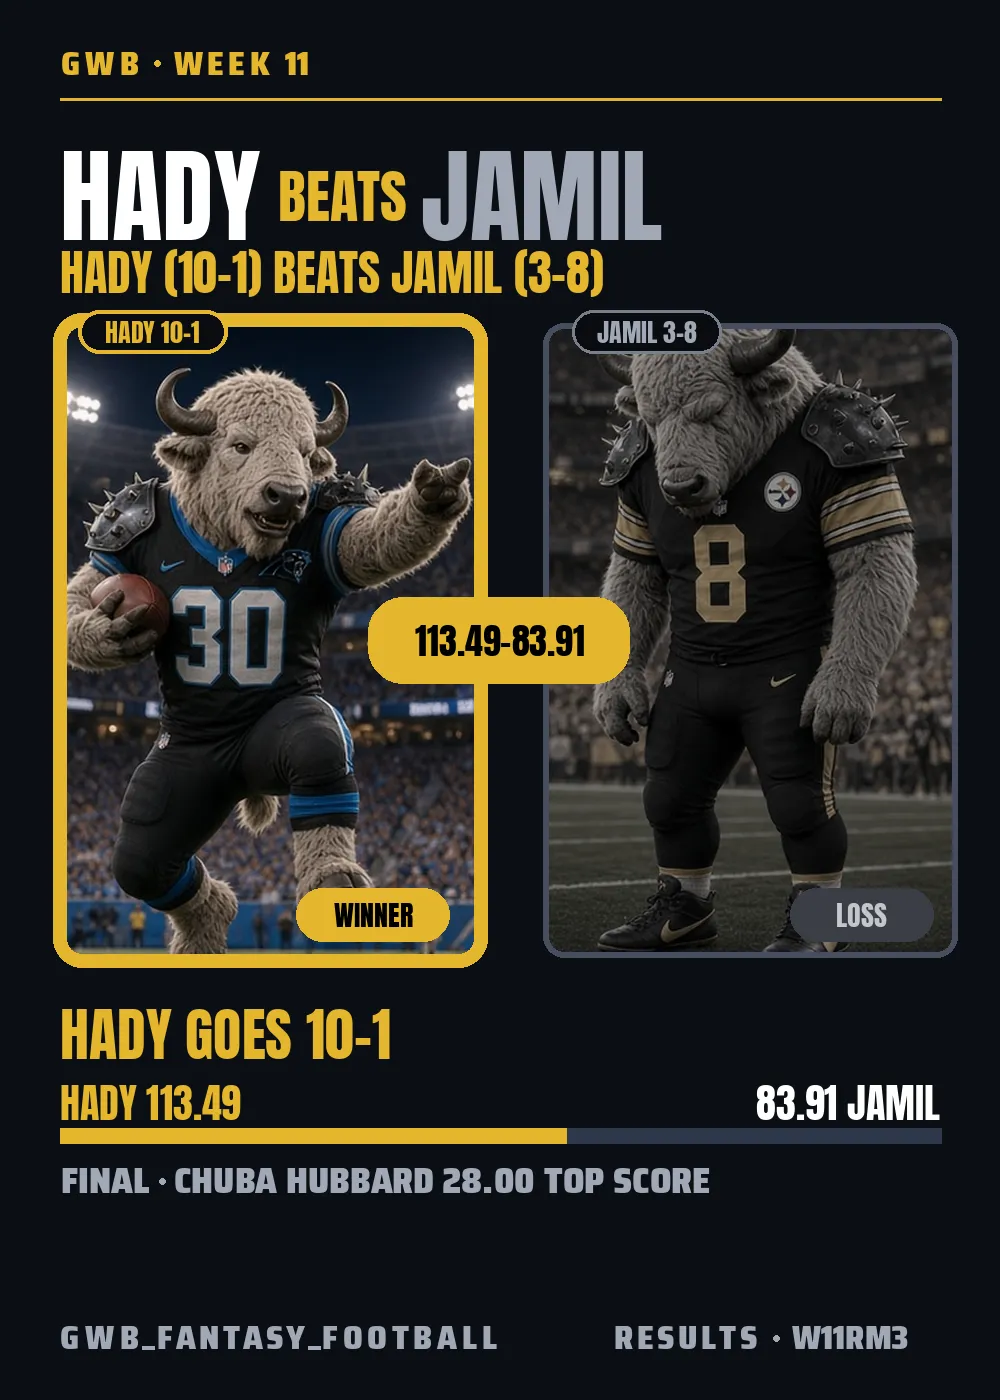 GWB · WEEK 11
HADY BEATS JAMIL
HADY (10-1) BEATS JAMIL (3-8)
HADY 10-1
JAMIL 3-8
30
8
113.49-83.91
WINNER
LOSS
HADY GOES 10-1
HADY 113.49
83.91 JAMIL
FINAL · CHUBA HUBBARD 28.00 TOP SCORE
GWB_FANTASY_FOOTBALL
RESULTS · W11RM3